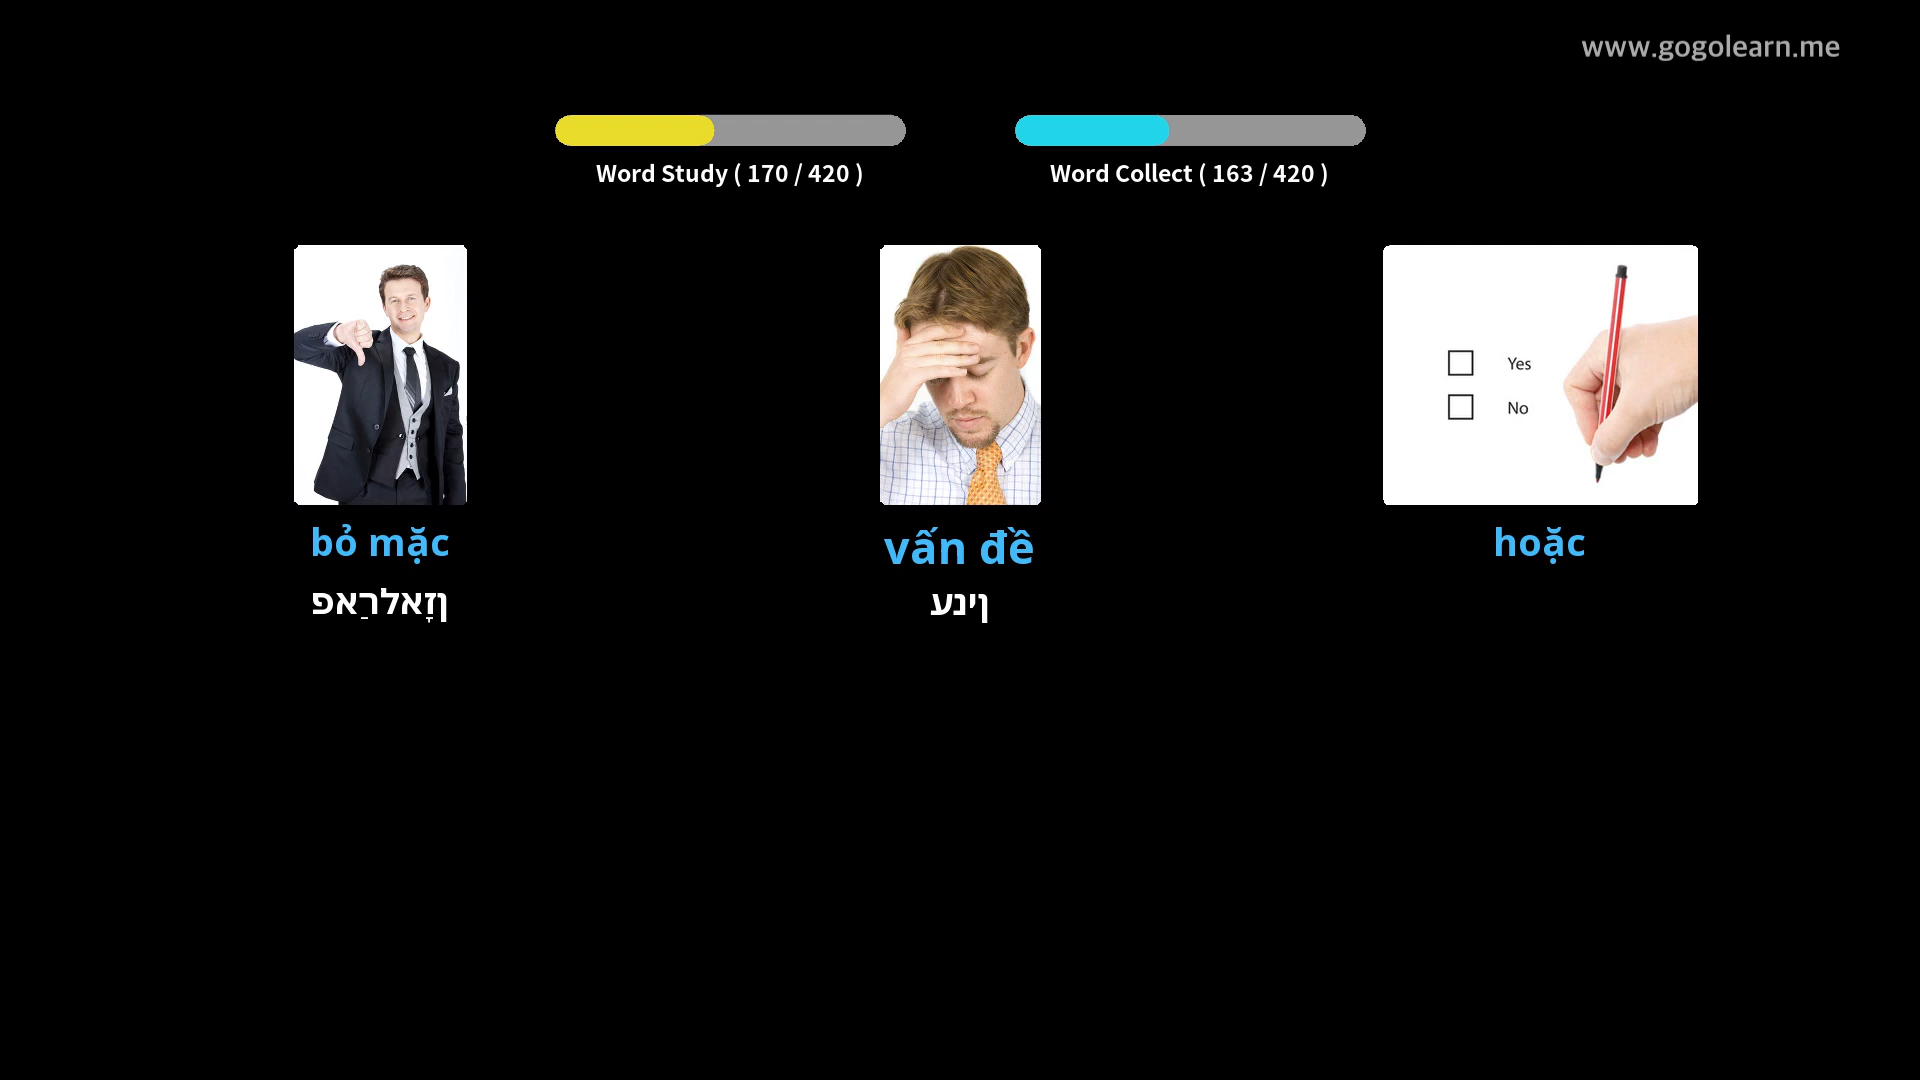 www.gogolearn.me
Word Study ( 170 / 420 )
Word Collect ( 163 / 420 )
Yes
No
bỏ mặc
vấn đề
hoặc
פאַרלאָזן
ענין